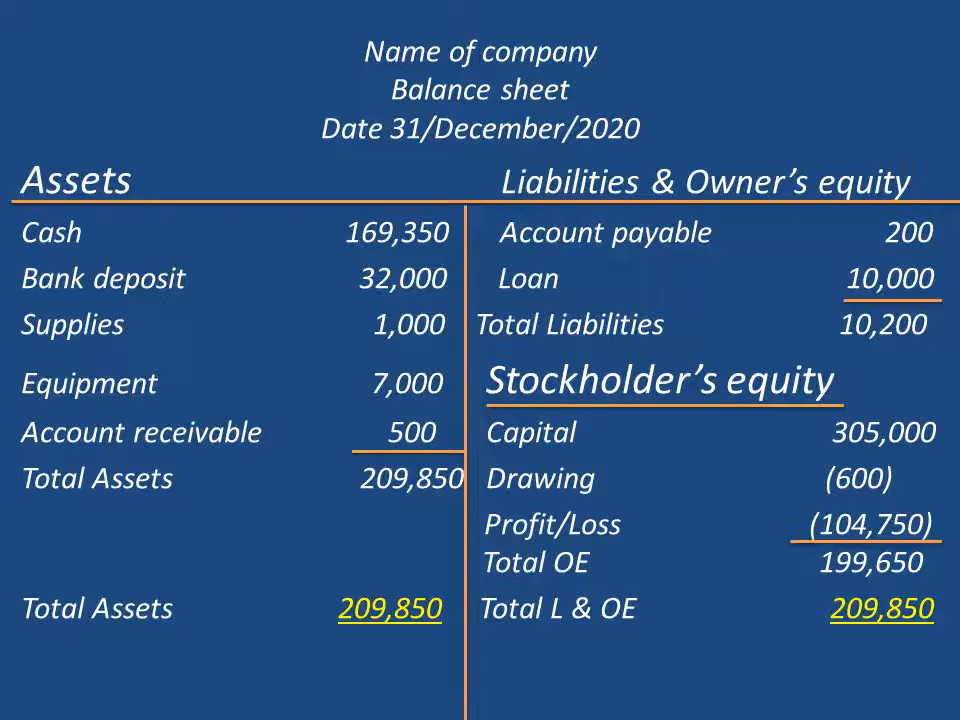 Name of company
Balance sheet
Date 31/December/2020
Assets Liabilities & Owner’s equity
Cash 169,350 Account payable 200
Bank deposit 32,000 Loan 10,000
Supplies 1,000 Total Liabilities 10,200
Equipment 7,000 Stockholder’s equity
Account receivable 500 Capital 305,000
Total Assets 209,850 Drawing (600)
Profit/Loss (104,750)
Total OE 199,650
Total Assets 209,850 Total L & OE 209,850